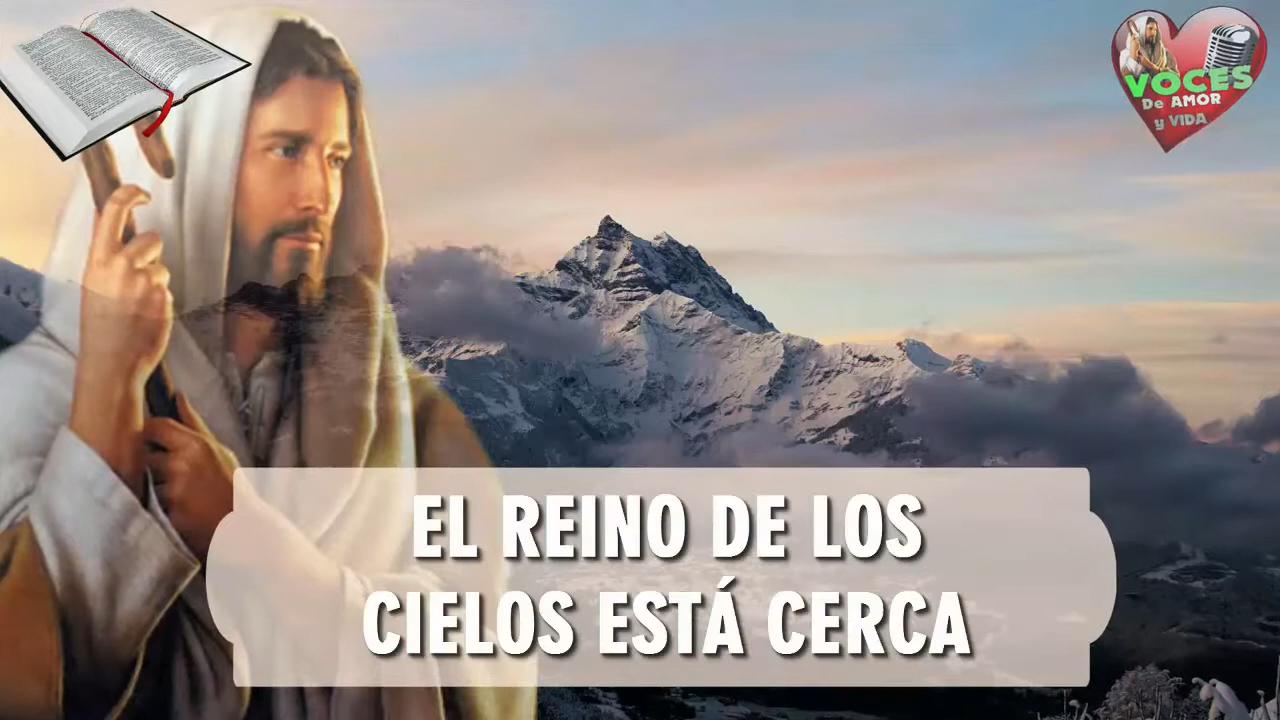 VOCES
De AMOR
y VIDA
EL REINO DE LOS
CIELOS ESTÁ CERCA